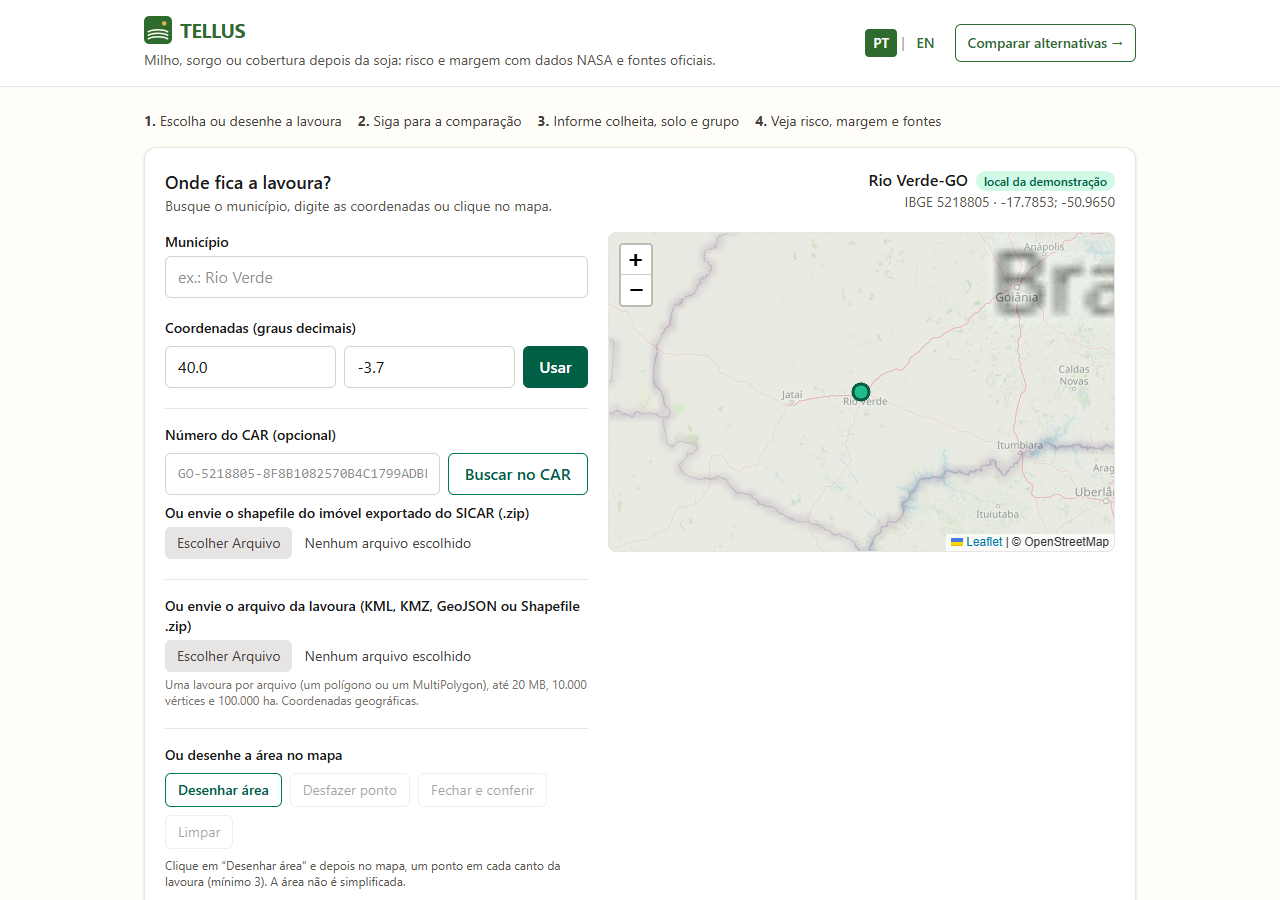 TELLUS
Milho, sorgo ou cobertura depois da soja: risco e margem com dados NASA e fontes oficiais.
PT | EN
Comparar alternativas →
1. Escolha ou desenhe a lavoura 2. Siga para a comparação 3. Informe colheita, solo e grupo 4. Veja risco, margem e fontes
Onde fica a lavoura?
Busque o município, digite as coordenadas ou clique no mapa.
Rio Verde-GO local da demonstração
IBGE 5218805 · -17.7853; -50.9650
Município
ex.: Rio Verde
Coordenadas (graus decimais)
40.0
-3.7
Usar
Número do CAR (opcional)
GO-5218805-8F8B1082570B4C1799ADB
Buscar no CAR
Ou envie o shapefile do imóvel exportado do SICAR (.zip)
Escolher Arquivo Nenhum arquivo escolhido
Ou envie o arquivo da lavoura (KML, KMZ, GeoJSON ou Shapefile
.zip)
Escolher Arquivo Nenhum arquivo escolhido
Uma lavoura por arquivo (um polígono ou um MultiPolygon), até 20 MB, 10.000
vértices e 100.000 ha. Coordenadas geográficas.
Ou desenhe a área no mapa
Desenhar área
Desfazer ponto
Fechar e conferir
Limpar
Clique em “Desenhar área” e depois no mapa, um ponto em cada canto da
lavoura (mínimo 3). A área não é simplificada.
+
−
Anápolis
Bra
Goiânia
Caldas
Novas
Jataí
Rio Verde
Itumbiara
Arag
Uberlâ
Ituiutaba
Leaflet | © OpenStreetMap